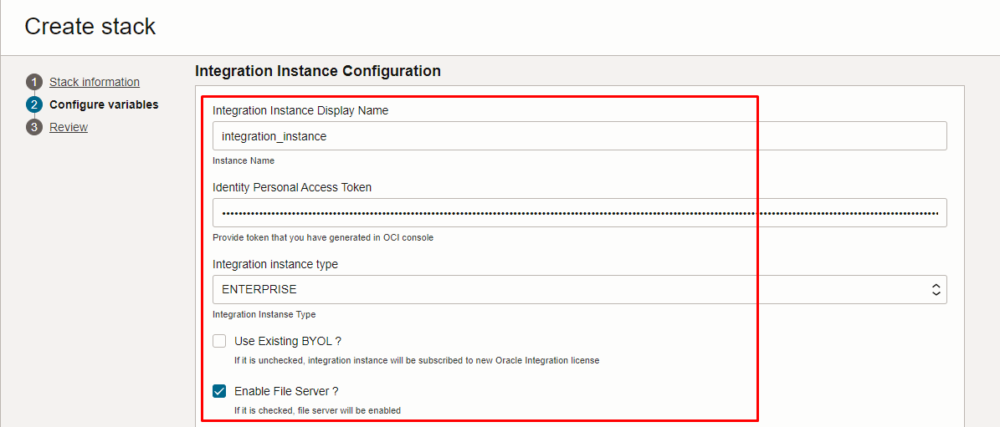 Create stack
1 Stack information
2 Configure variables
3 Review
Integration Instance Configuration
Integration Instance Display Name
integration_instance
Instance Name
Identity Personal Access Token
Provide token that you have generated in OCI console
Integration instance type
ENTERPRISE
Integration Instanse Type
Use Existing BYOL ?
If it is unchecked, integration instance will be subscribed to new Oracle Integration license
Enable File Server ?
If it is checked, file server will be enabled